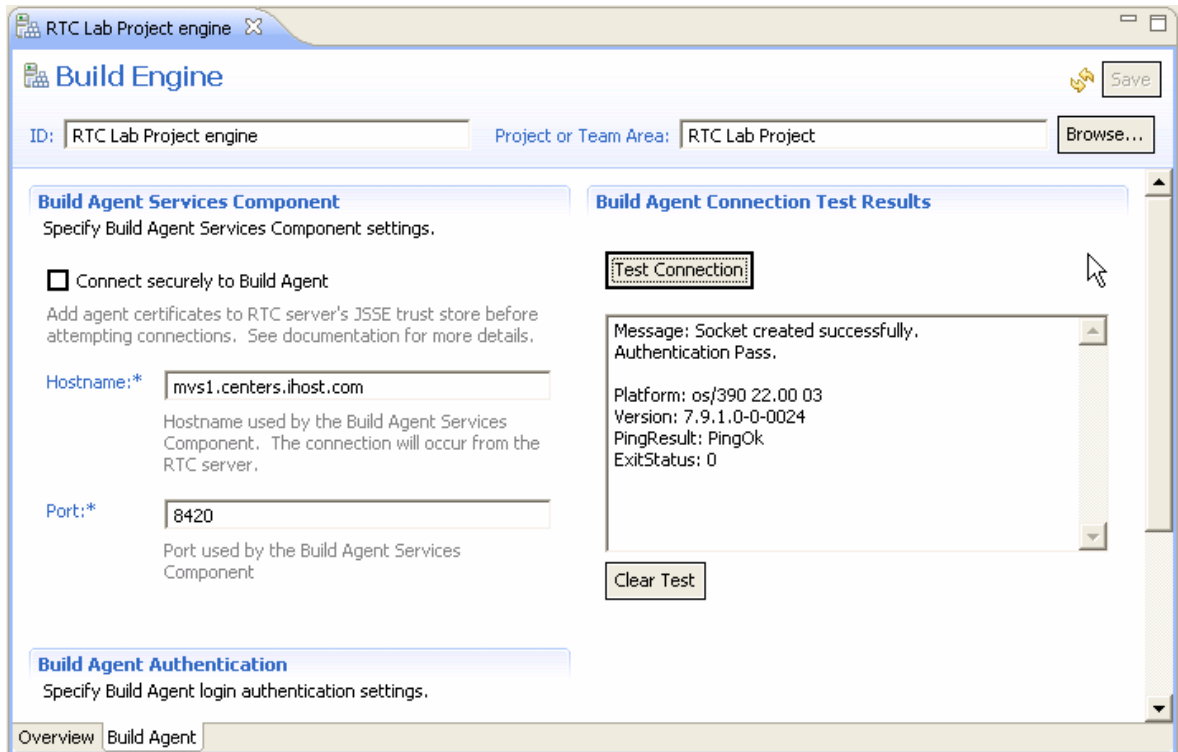 RTC Lab Project engine
Build Engine
Save
ID: RTC Lab Project engine Project or Team Area: RTC Lab Project Browse...
Build Agent Services Component
Specify Build Agent Services Component settings.
Connect securely to Build Agent
Add agent certificates to RTC server's JSSE trust store before
attempting connections. See documentation for more details.
Hostname:* mvs1.centers.ihost.com
Hostname used by the Build Agent Services
Component. The connection will occur from the
RTC server.
Port:* 8420
Port used by the Build Agent Services
Component
Build Agent Connection Test Results
Test Connection
Message: Socket created successfully.
Authentication Pass.
Platform: os/390 22.00 03
Version: 7.9.1.0-0-0024
PingResult: PingOk
ExitStatus: 0
Clear Test
Build Agent Authentication
Specify Build Agent login authentication settings.
Overview Build Agent